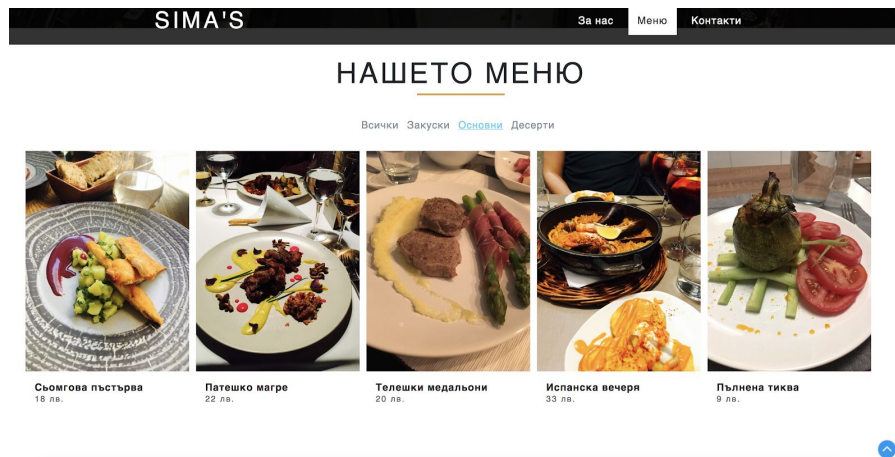 SIMA'S
За нас Меню Контакти
НАШЕТО МЕНЮ
Всички Закуски Основни Десерти
Сьомгова пъстърва
18 лв.
Патешко магре
22 лв.
Телешки медальони
20 лв.
Испанска вечеря
33 лв.
Пълнена тиква
9 лв.